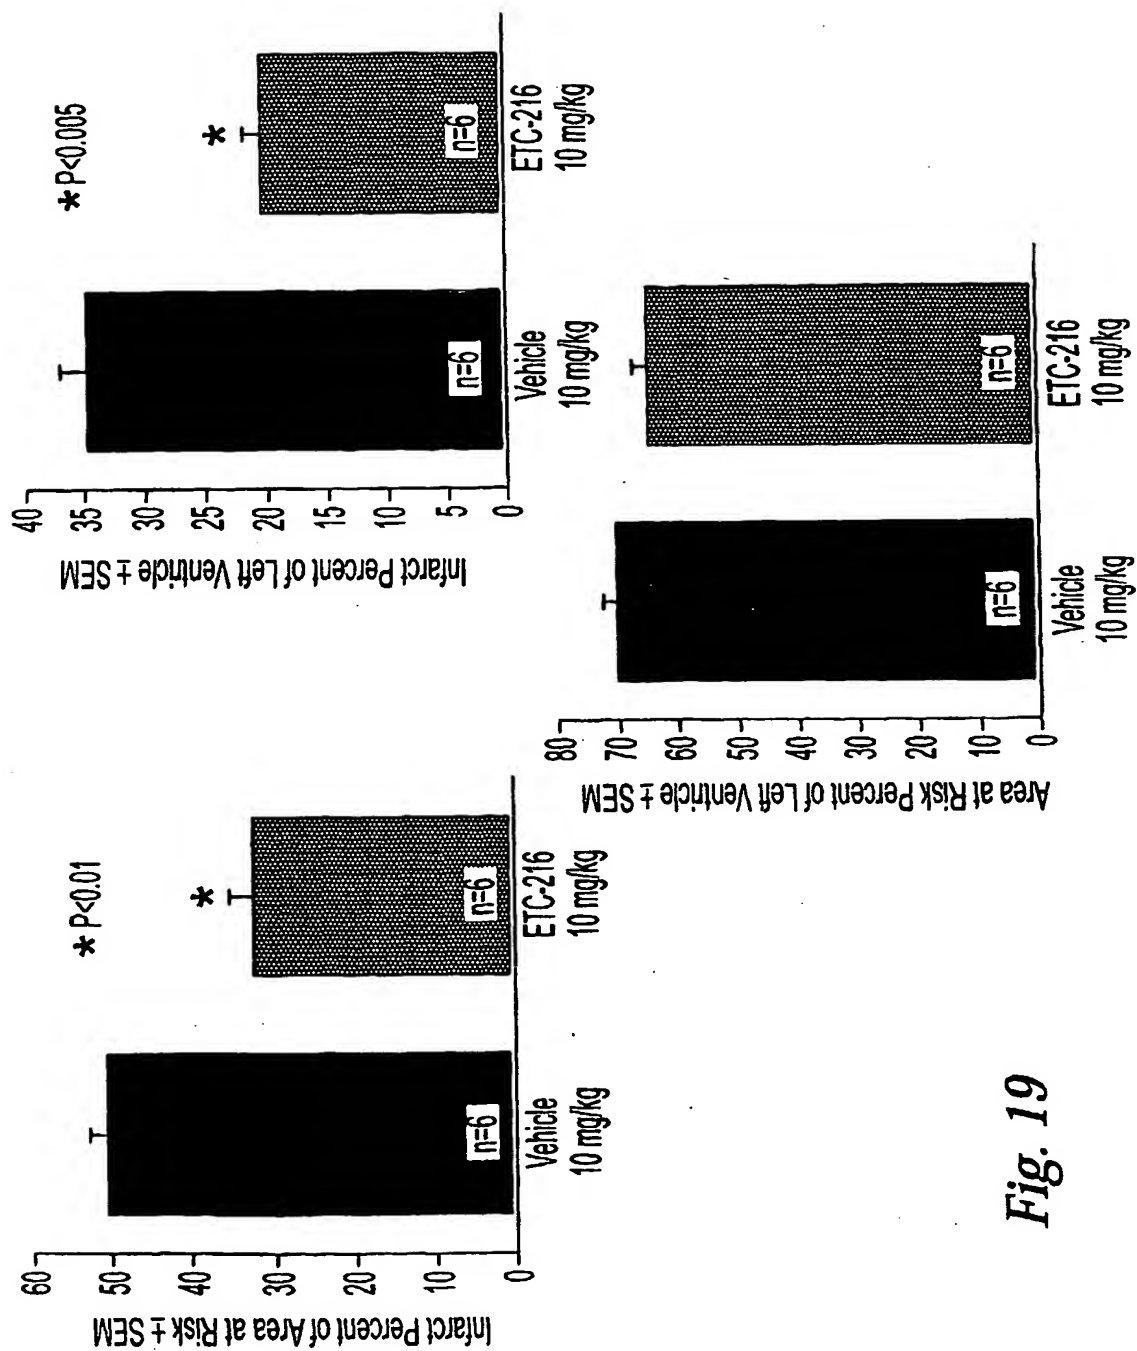 Infarct Percent of Area at Risk ± SEM
60
50
40
30
20
10
0
* P<0.01
*
n=6
n=6
Vehicle
10 mg/kg
ETC-216
10 mg/kg
Infarct Percent of Left Ventricle ± SEM
40
35
30
25
20
15
10
5
0
* P<0.005
*
n=6
n=6
Vehicle
10 mg/kg
ETC-216
10 mg/kg
Area at Risk Percent of Left Ventricle ± SEM
80
70
60
50
40
30
20
10
0
n=6
n=6
Vehicle
10 mg/kg
ETC-216
10 mg/kg
Fig. 19